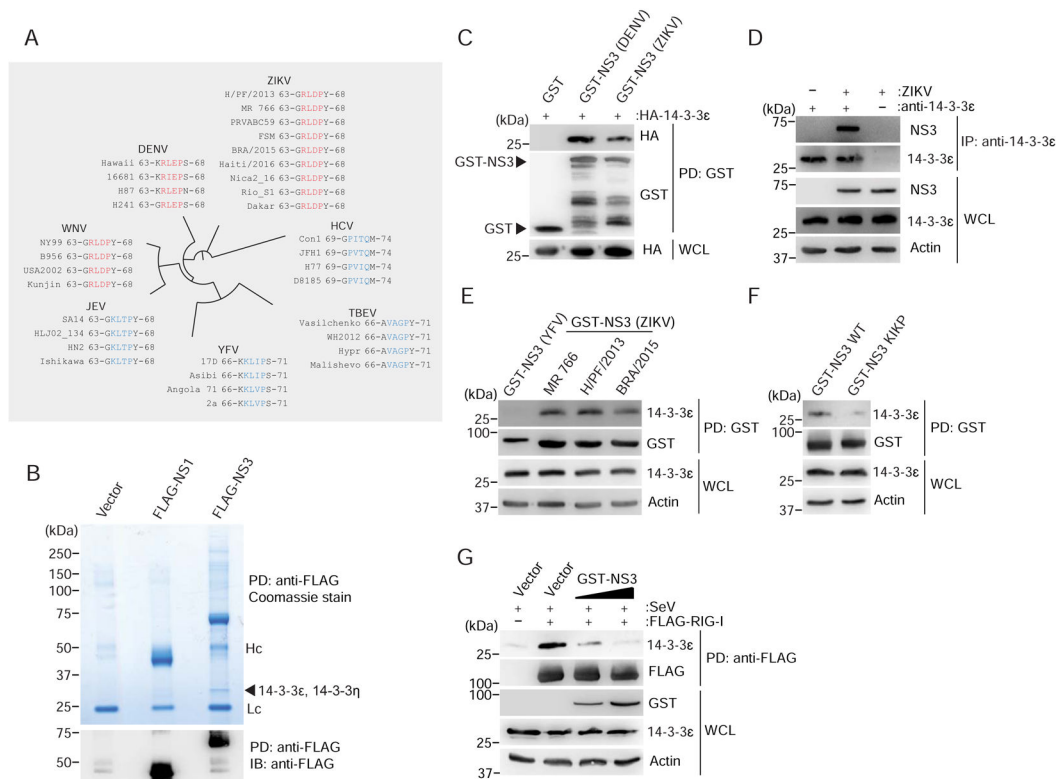 A
ZIKV
H/PF/2013 63-GRLDPY-68
MR 766 63-GRLDPY-68
PRVABC59 63-GRLDPY-68
FSM 63-GRLDPY-68
BRA/2015 63-GRLDPY-68
Haiti/2016 63-GRLDPY-68
Nica2_16 63-GRLDPY-68
Rio_S1 63-GRLDPY-68
Dakar 63-GRLDPY-68
DENV
Hawaii 63-KRLEPS-68
16681 63-KRIEPS-68
H87 63-KRLEPN-68
H241 63-GRLEPS-68
WNV
NY99 63-GRLDPY-68
B956 63-GRLDPY-68
USA2002 63-GRLDPY-68
Kunjin 63-GRLDPY-68
HCV
Con1 69-GPITQM-74
JFH1 69-GPVTQM-74
H77 69-GPVIQM-74
D8185 69-GPVIQM-74
JEV
SA14 63-GKLTPY-68
HLJ02_134 63-GKLTPY-68
HN2 63-GKLTPY-68
Ishikawa 63-GKLTPY-68
TBEV
Vasilchenko 66-AVAGPY-71
WH2012 66-AVAGPY-71
Hypr 66-AVAGPY-71
Malishevo 66-AVAGPY-71
YFV
17D 66-KKLIPS-71
Asibi 66-KKLIPS-71
Angola 71 66-KKLVPS-71
2a 66-KKLVPS-71
B
Vector
FLAG-NS1
FLAG-NS3
(kDa)
250
150
100
75
50
37
25
75
50
PD: anti-FLAG
Coomassie stain
Hc
14-3-3ε, 14-3-3η
Lc
PD: anti-FLAG
IB: anti-FLAG
C
GST
GST-NS3 (DENV)
GST-NS3 (ZIKV)
+ + + :HA-14-3-3ε
(kDa)
25
HA
GST-NS3
GST
GST
PD: GST
25
HA
WCL
D
− + + :ZIKV
+ + − :anti-14-3-3ε
(kDa)
75
NS3
50
14-3-3ε
IP: anti-14-3-3ε
25
75
NS3
50
14-3-3ε
WCL
25
Actin
37
E
GST-NS3 (YFV)
GST-NS3 (ZIKV)
MR 766
H/PF/2013
BRA/2015
(kDa)
14-3-3ε
25
100
GST
PD: GST
75
14-3-3ε
25
Actin
WCL
37
F
GST-NS3 WT
GST-NS3 KIKP
(kDa)
14-3-3ε
25
100
GST
PD: GST
75
14-3-3ε
25
Actin
WCL
37
G
Vector
Vector
GST-NS3
+ + + + :SeV
− + + + :FLAG-RIG-I
(kDa)
14-3-3ε
25
FLAG
PD: anti-FLAG
100
100
GST
75
14-3-3ε
WCL
25
Actin
37